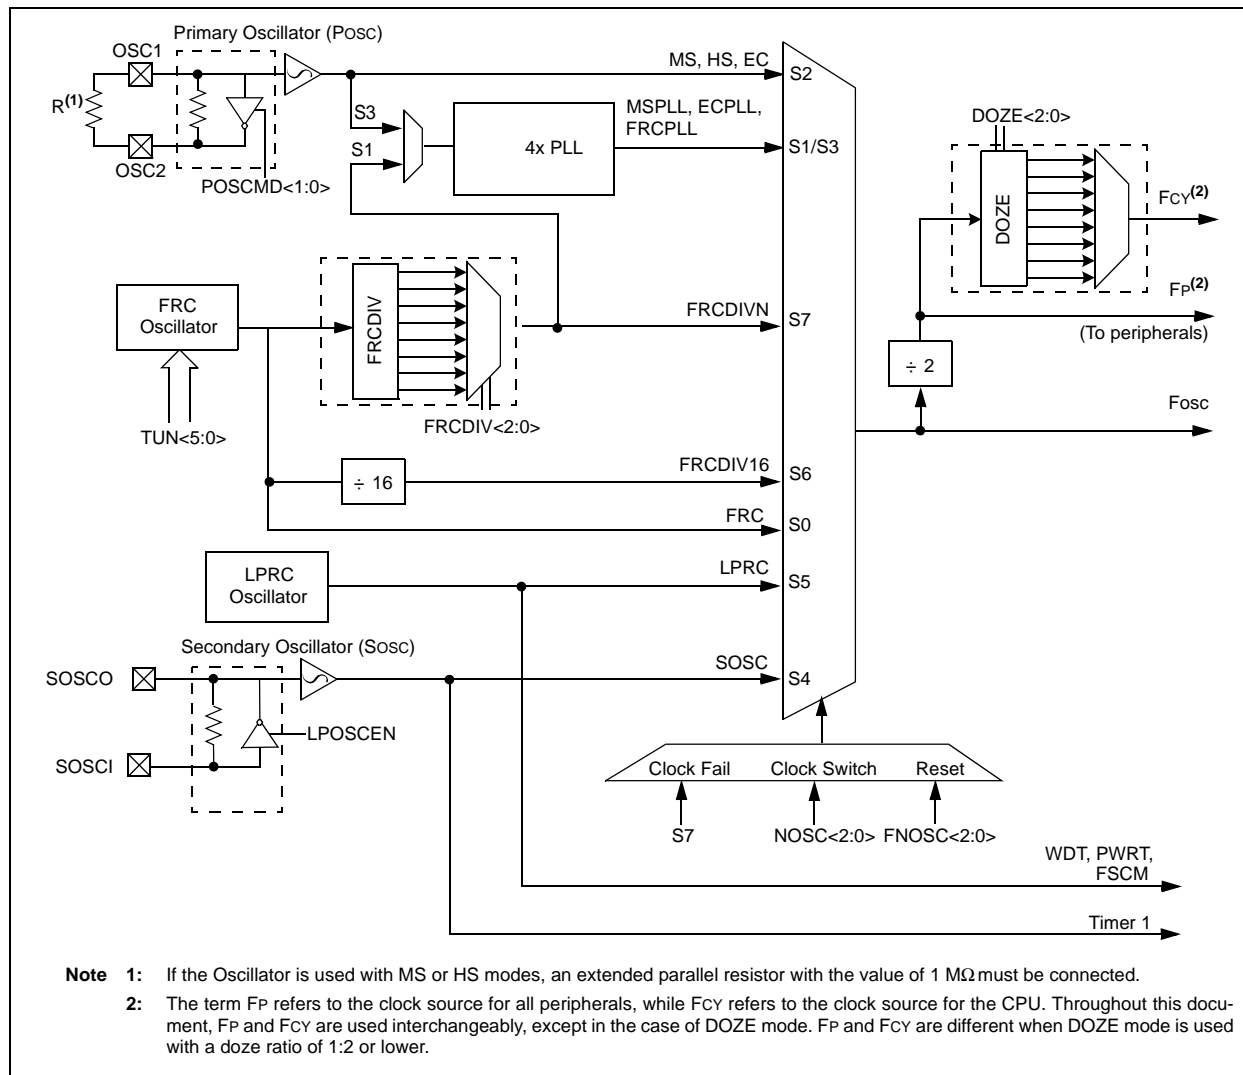 Primary Oscillator (POSC)
OSC1
R(1)
OSC2
POSCMD<1:0>
MS, HS, EC
S2
S3
S1
4x PLL
MSPLL, ECPLL,
FRCPLL
S1/S3
DOZE<2:0>
DOZE
FCY(2)
FP(2)
(To peripherals)
÷ 2
FRC
Oscillator
TUN<5:0>
FRCDIV
FRCDIV<2:0>
FRCDIVN
S7
Fosc
÷ 16
FRCDIV16
S6
FRC
S0
LPRC
Oscillator
LPRC
S5
Secondary Oscillator (SOSC)
SOSCO
SOSCI
LPOSCEN
SOSC
S4
Clock Fail Clock Switch Reset
S7 NOSC<2:0> FNOSC<2:0>
WDT, PWRT,
FSCM
Timer 1
Note 1: If the Oscillator is used with MS or HS modes, an extended parallel resistor with the value of 1 MΩ must be connected.
2: The term FP refers to the clock source for all peripherals, while FCY refers to the clock source for the CPU. Throughout this docu-
ment, FP and FCY are used interchangeably, except in the case of DOZE mode. FP and FCY are different when DOZE mode is used
with a doze ratio of 1:2 or lower.